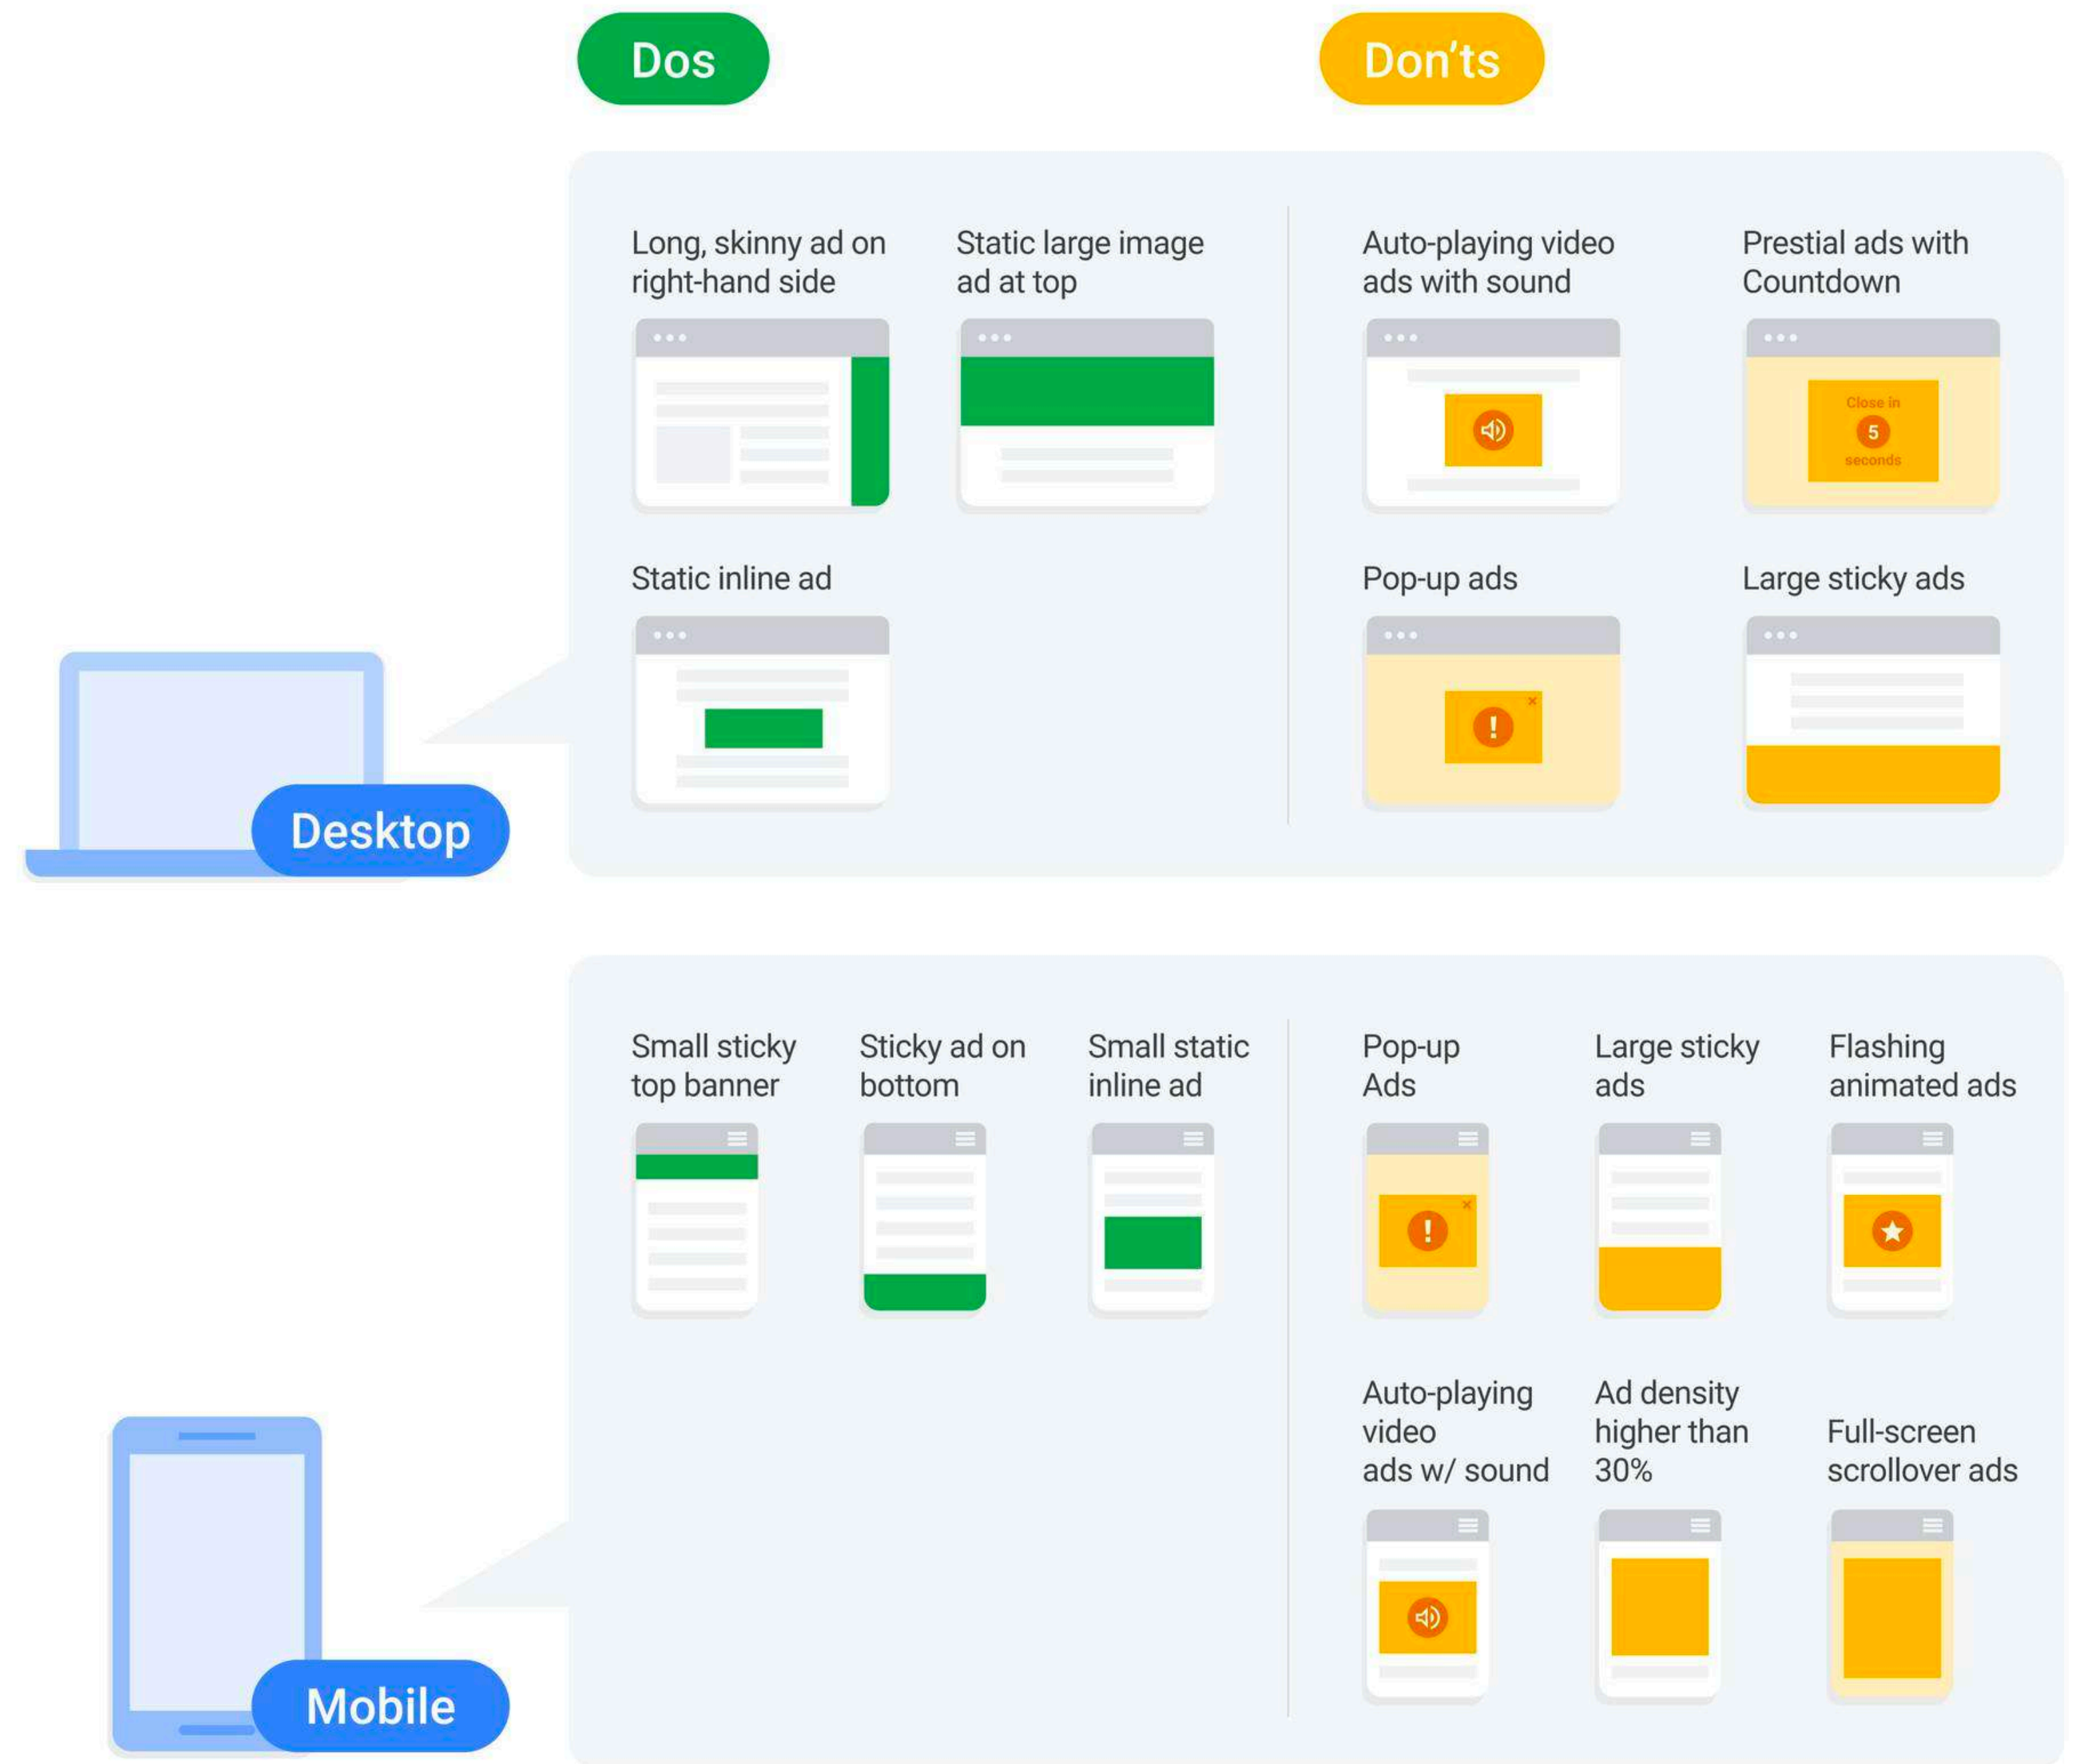 Dos
Don'ts
Long, skinny ad on
right-hand side
Static large image
ad at top
Auto-playing video
ads with sound
Prestial ads with
Countdown
Close in
5
seconds
Static inline ad
Pop-up ads
Large sticky ads
Desktop
Small sticky
top banner
Sticky ad on
bottom
Small static
inline ad
Pop-up
Ads
Large sticky
ads
Flashing
animated ads
Auto-playing
video
ads w/ sound
Ad density
higher than
30%
Full-screen
scrollover ads
Mobile